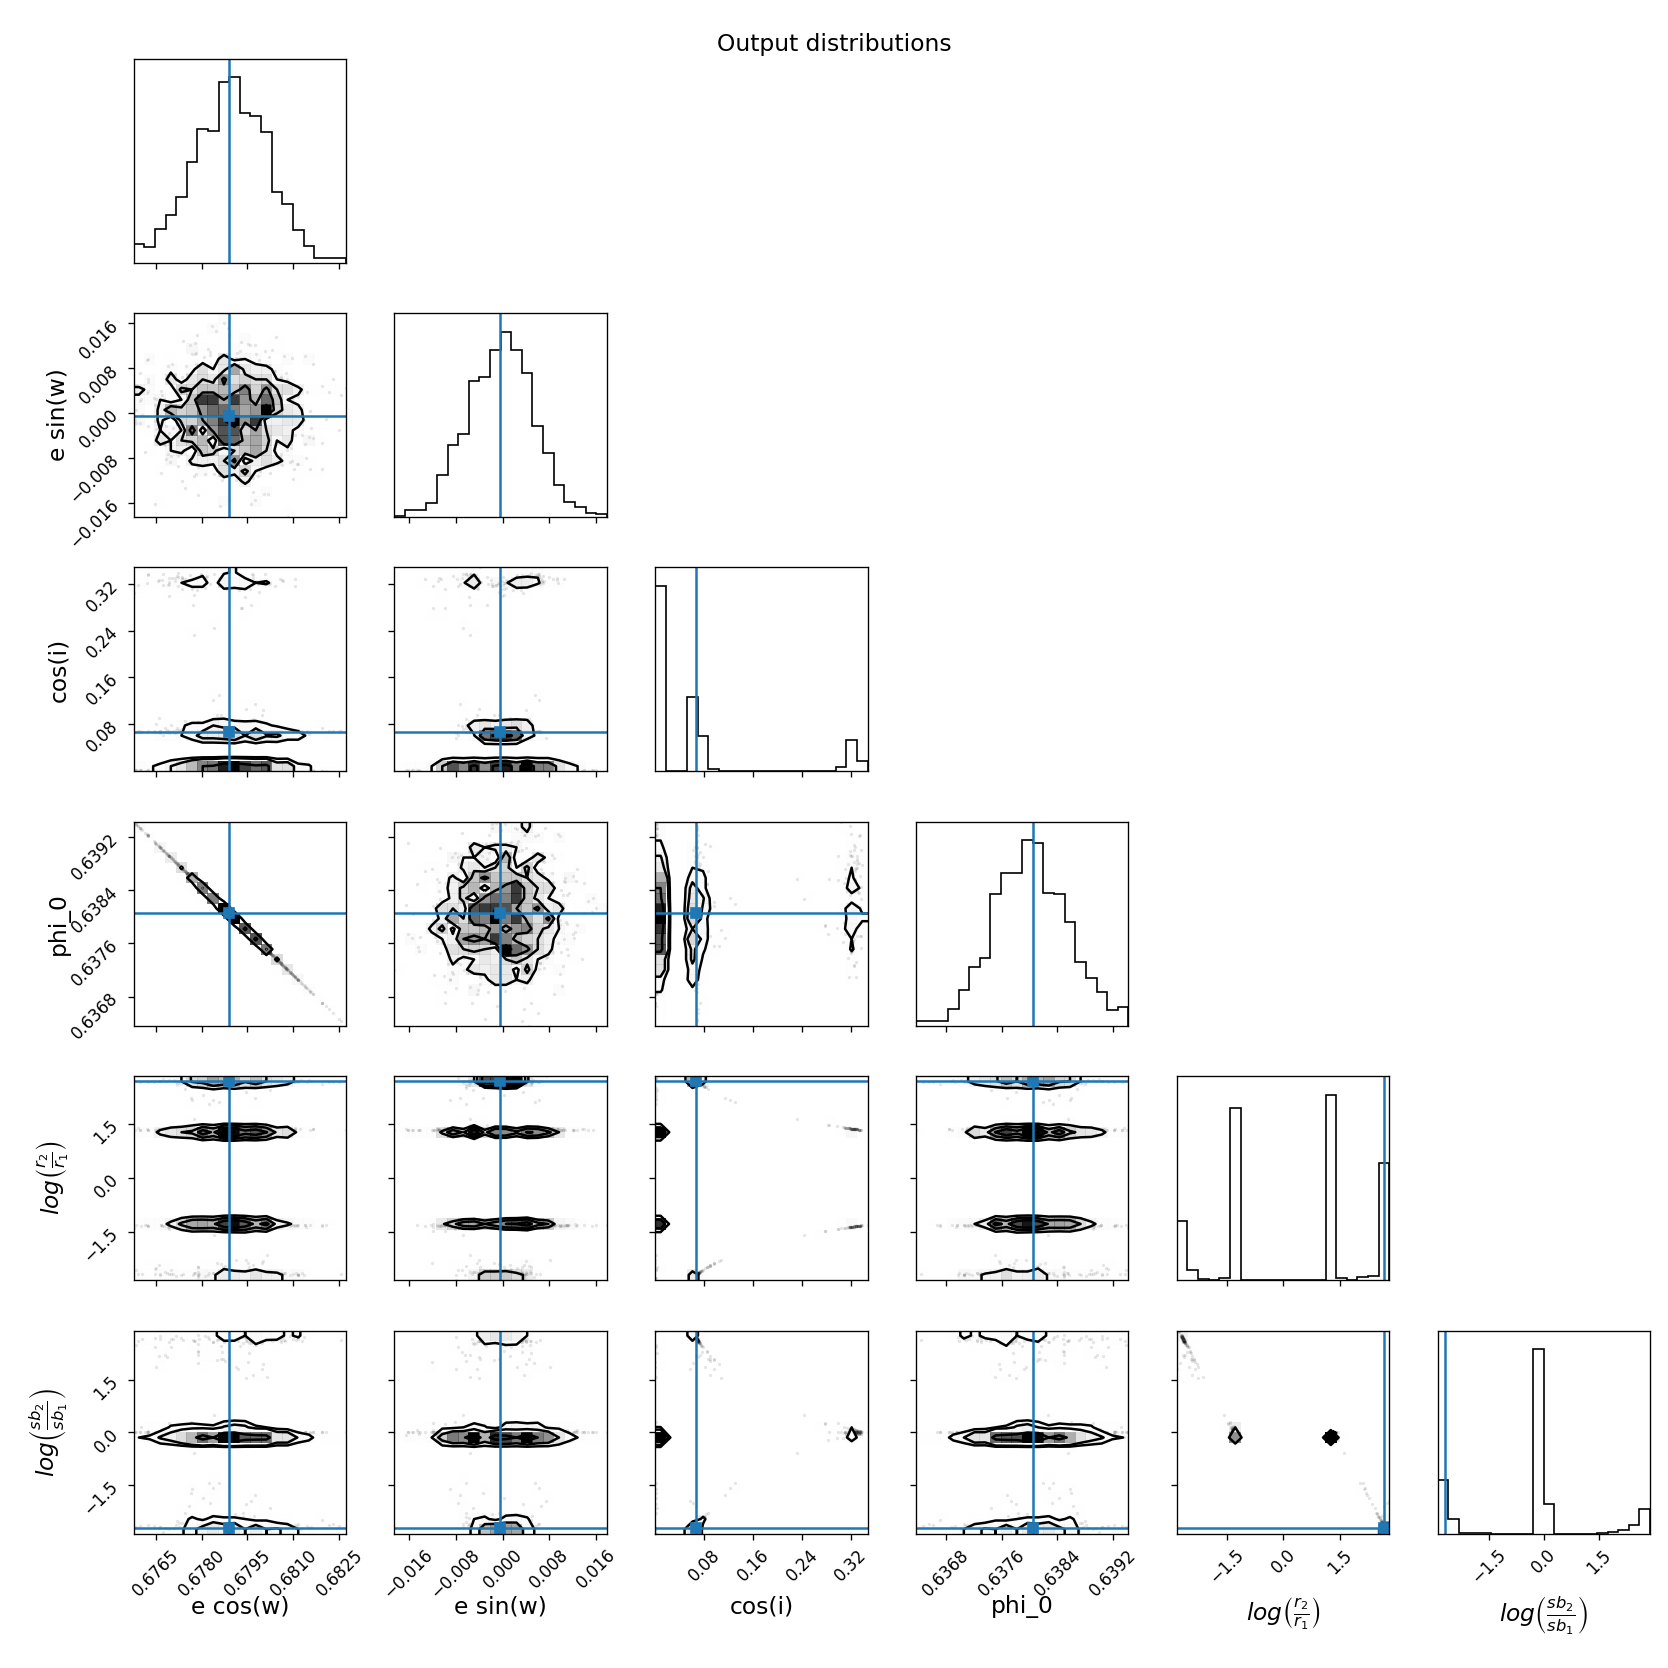 Output distributions
e sin(w)
0.016
0.008
0.000
−0.008
−0.016
cos(i)
0.32
0.24
0.16
0.08
phi_0
0.6392
0.6384
0.6376
0.6368
log(r₂/r₁)
1.5
0.0
−1.5
log(sb₂/sb₁)
1.5
0.0
−1.5
0.6765 0.6780 0.6795 0.6810 0.6825
e cos(w)
−0.016 −0.008 0.000 0.008 0.016
e sin(w)
0.08 0.16 0.24 0.32
cos(i)
0.6368 0.6376 0.6384 0.6392
phi_0
−1.5 0.0 1.5
log(r₂/r₁)
−1.5 0.0 1.5
log(sb₂/sb₁)